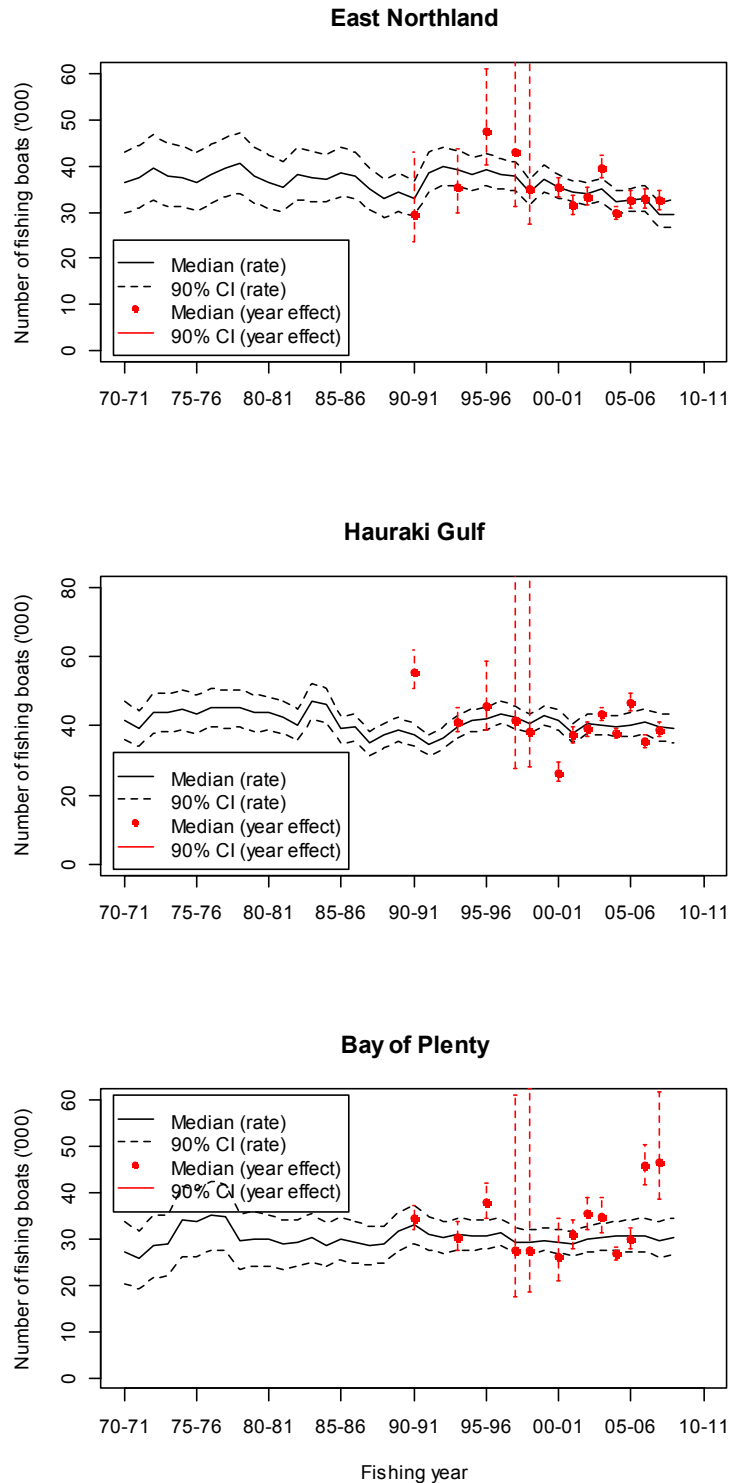 East Northland
Number of fishing boats ('000)
60
50
40
30
20
10
0
Median (rate)
90% CI (rate)
Median (year effect)
90% CI (year effect)
70-71 75-76 80-81 85-86 90-91 95-96 00-01 05-06 10-11
Hauraki Gulf
Number of fishing boats ('000)
80
60
40
20
0
Median (rate)
90% CI (rate)
Median (year effect)
90% CI (year effect)
70-71 75-76 80-81 85-86 90-91 95-96 00-01 05-06 10-11
Bay of Plenty
Number of fishing boats ('000)
60
50
40
30
20
10
0
Median (rate)
90% CI (rate)
Median (year effect)
90% CI (year effect)
70-71 75-76 80-81 85-86 90-91 95-96 00-01 05-06 10-11
Fishing year